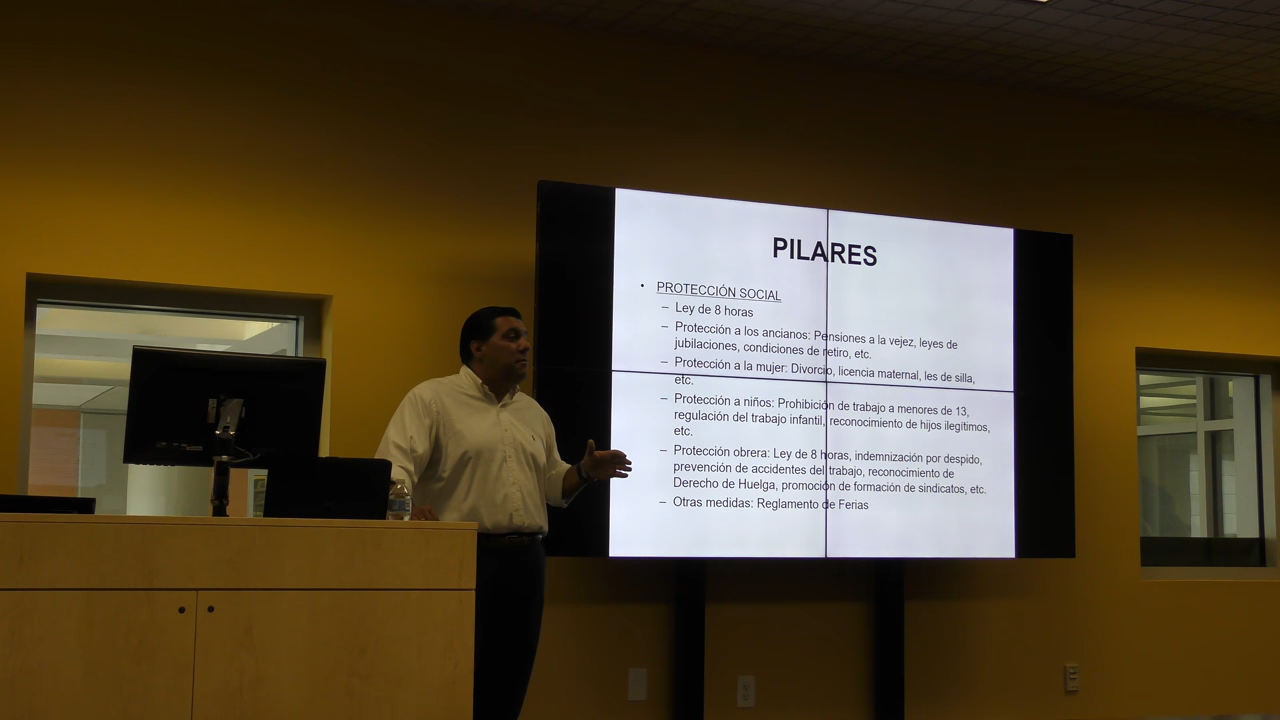 PILARES
• PROTECCIÓN SOCIAL
– Ley de 8 horas
– Protección a los ancianos: Pensiones a la vejez, leyes de
jubilaciones, condiciones de retiro, etc.
– Protección a la mujer: Divorcio, licencia maternal, les de silla,
etc.
– Protección a niños: Prohibición de trabajo a menores de 13,
regulación del trabajo infantil, reconocimiento de hijos ilegítimos,
etc.
– Protección obrera: Ley de 8 horas, indemnización por despido,
prevención de accidentes del trabajo, reconocimiento de
Derecho de Huelga, promoción de formación de sindicatos, etc.
– Otras medidas: Reglamento de Ferias